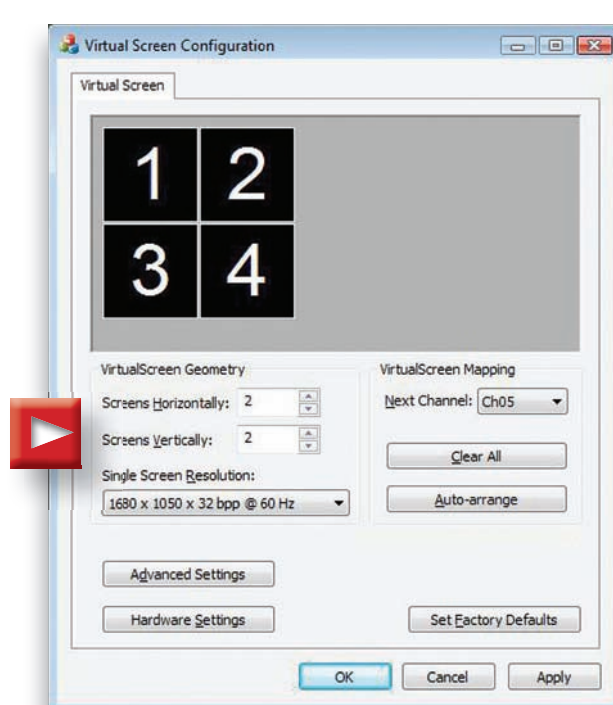 Virtual Screen Configuration
Virtual Screen
1 2
3 4
VirtualScreen Geometry
Screens Horizontally: 2
Screens Vertically: 2
Single Screen Resolution:
1680 x 1050 x 32 bpp @ 60 Hz
VirtualScreen Mapping
Next Channel: Ch05
Clear All
Auto-arrange
Advanced Settings
Hardware Settings
Set Factory Defaults
OK Cancel Apply